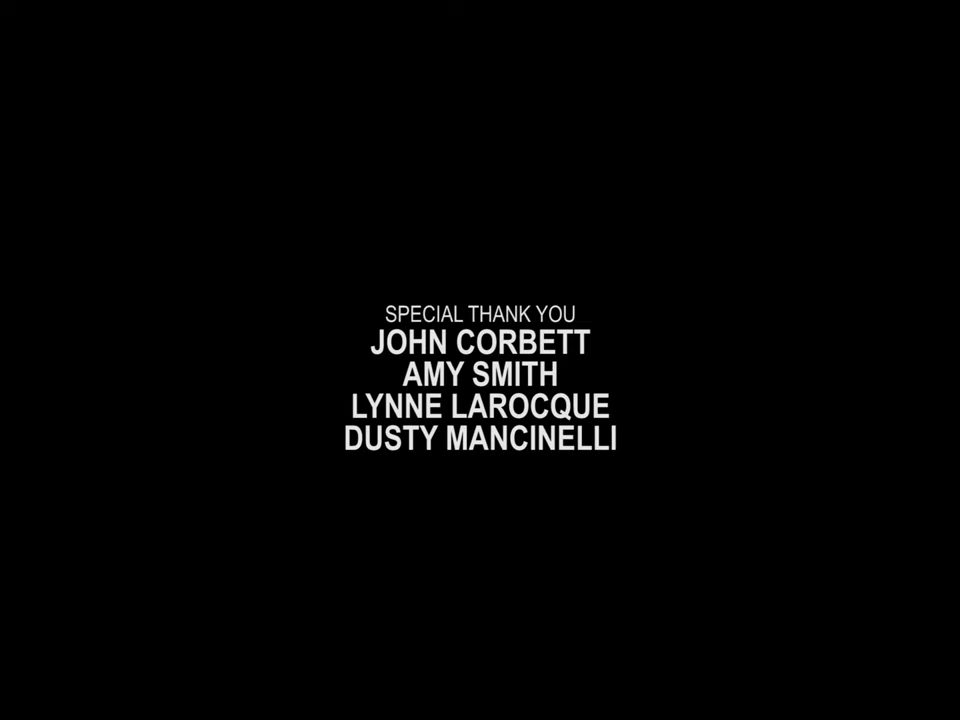 SPECIAL THANK YOU
JOHN CORBETT
AMY SMITH
LYNNE LAROCQUE
DUSTY MANCINELLI